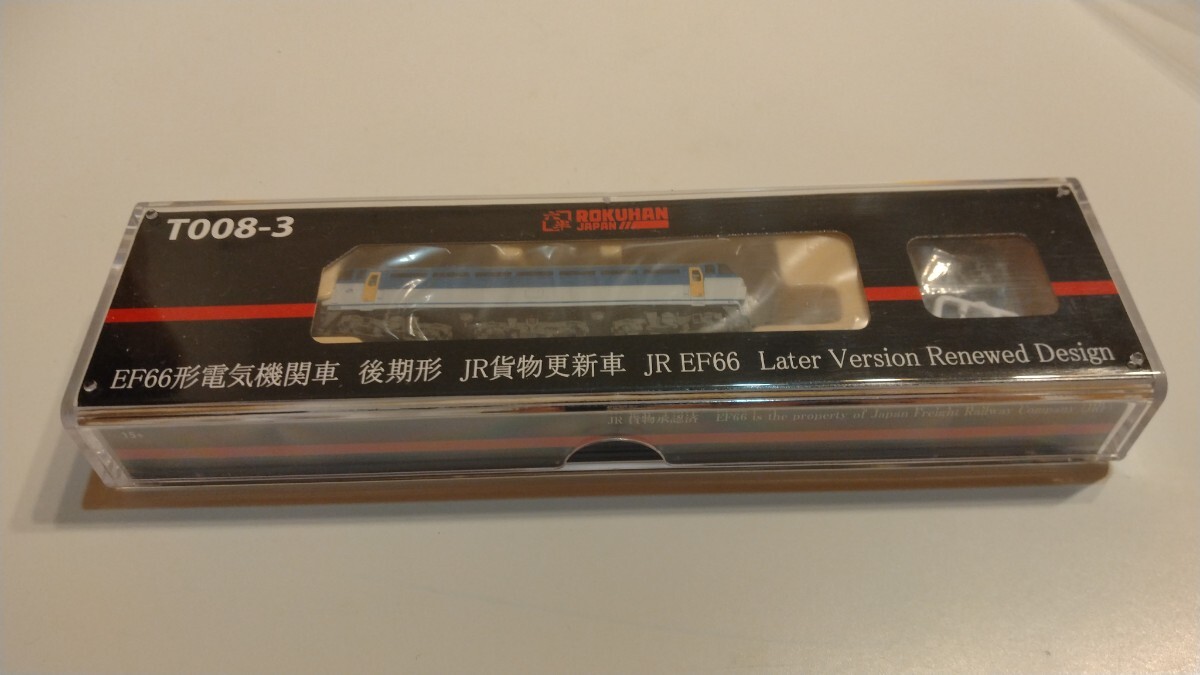 T008-3
ROKUHAN
JAPAN
EF66形電気機関車 後期形 JR貨物更新車 JR EF66 Later Version Renewed Design
JR 貨物承認済 EF66 is the property of Japan Freight Railway Company